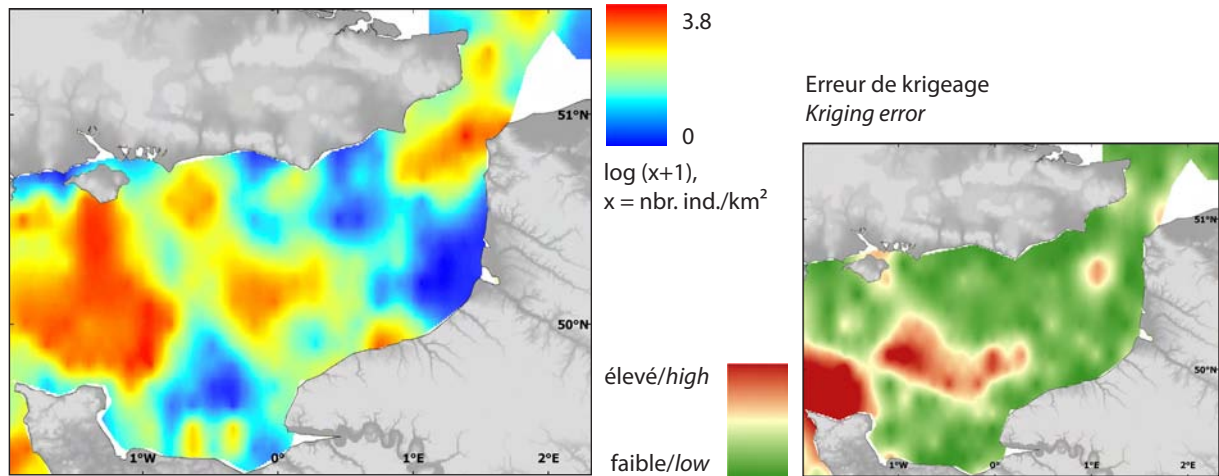 3.8
0
log (x+1),
x = nbr. ind./km²
51°N
50°N
1°W
0°
1°E
2°E
Erreur de krigeage
Kriging error
élevé/high
faible/low
51°N
50°N
1°W
0°
1°E
2°E